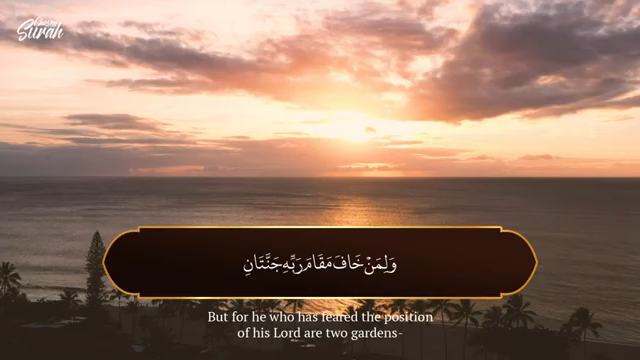 Surah
وَلِمَنْ خَافَ مَقَامَ رَبِّهِ جَنَّتَانِ
But for he who has feared the position
of his Lord are two gardens-